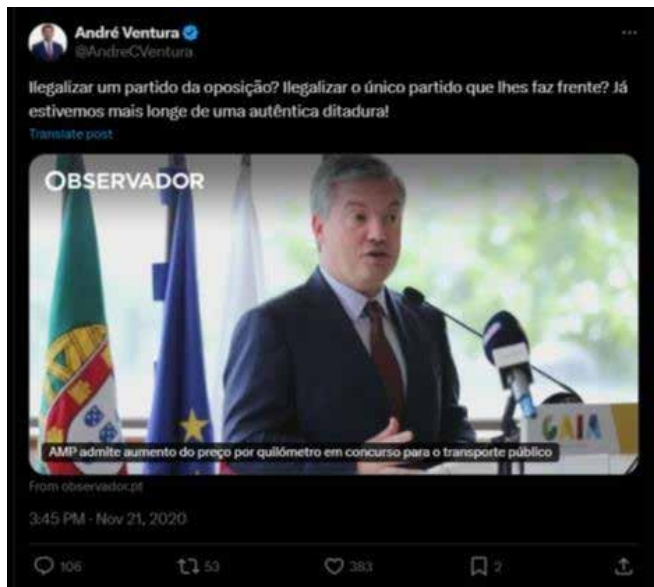 André Ventura
@AndreCVentura
Ilegalizar um partido da oposição? Ilegalizar o único partido que lhes faz frente? Já
estivemos mais longe de uma autêntica ditadura!
Translate post
OBSERVADOR
GAIA
AMP admite aumento do preço por quilómetro em concurso para o transporte público
From observador.pt
3:45 PM · Nov 21, 2020
106 53 383 2